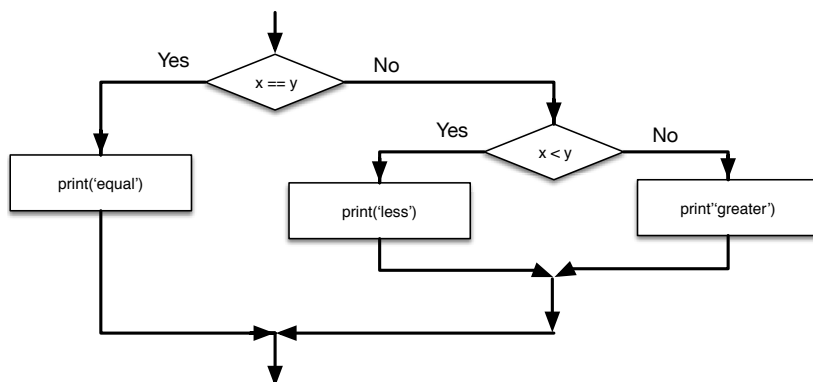 Yes
x == y
No
Yes
x < y
No
print(‘equal’)
print(‘less’)
print’‘greater’)